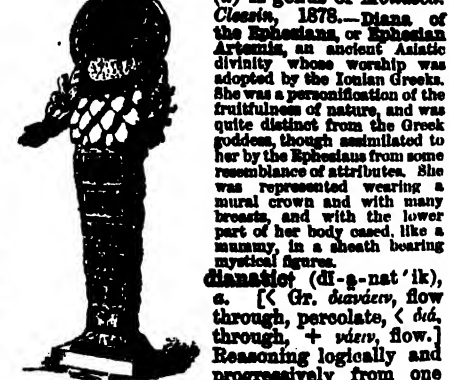 Clessin, 1878.—Diana of
the Ephesians, or Ephesian
Artemis, an ancient Asiatic
divinity whose worship was
adopted by the Ionian Greeks.
She was a personification of the
fruitfulness of nature, and was
quite distinct from the Greek
goddess, though assimilated to
her by the Ephesians from some
resemblance of attributes. She
was represented wearing a
mural crown and with many
breasts, and with the lower
part of her body cased, like a
mummy, in a sheath bearing
mystical figures.
dianatic† (dī-a-nat′ik),
a. [< Gr. διανάειν, flow
through, percolate, < διά,
through, + νάειν, flow.]
Reasoning logically and
progressively from one